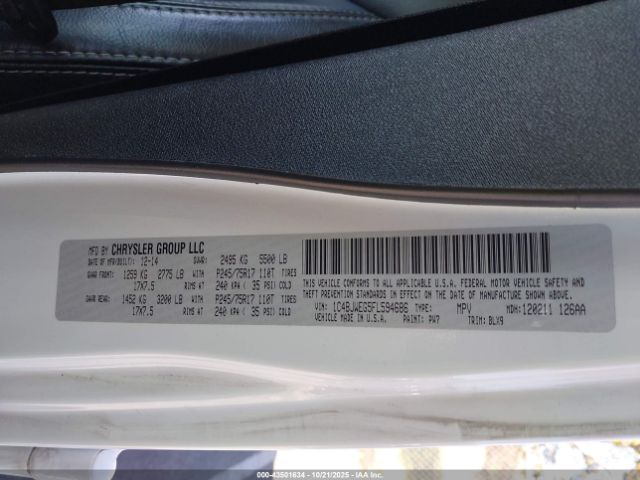 MFD BY CHRYSLER GROUP LLC
DATE OF MFR 12-14 GVWR: 2495 KG 5500 LB
GAWR FRONT: 1259 KG 2775 LB WITH P245/75R17 110T TIRES
17X7.5 RIMS AT 240 KPA ( 35 PSI) COLD
GAWR REAR: 1452 KG 3200 LB WITH P245/75R17 110T TIRES
17X7.5 RIMS AT 240 KPA ( 35 PSI) COLD
THIS VEHICLE CONFORMS TO ALL APPLICABLE U.S.A. FEDERAL MOTOR VEHICLE SAFETY AND
THEFT PREVENTION STANDARDS IN EFFECT ON THE DATE OF MANUFACTURE SHOWN ABOVE.
VIN: 1C4BJWEG5FL594686 TYPE: MPV MDH: 120211 126AA
VEHICLE MADE IN U.S.A. PAINT: PW7 TRIM: BLX9
000-43501634 - 10/21/2025 - IAAI.COM